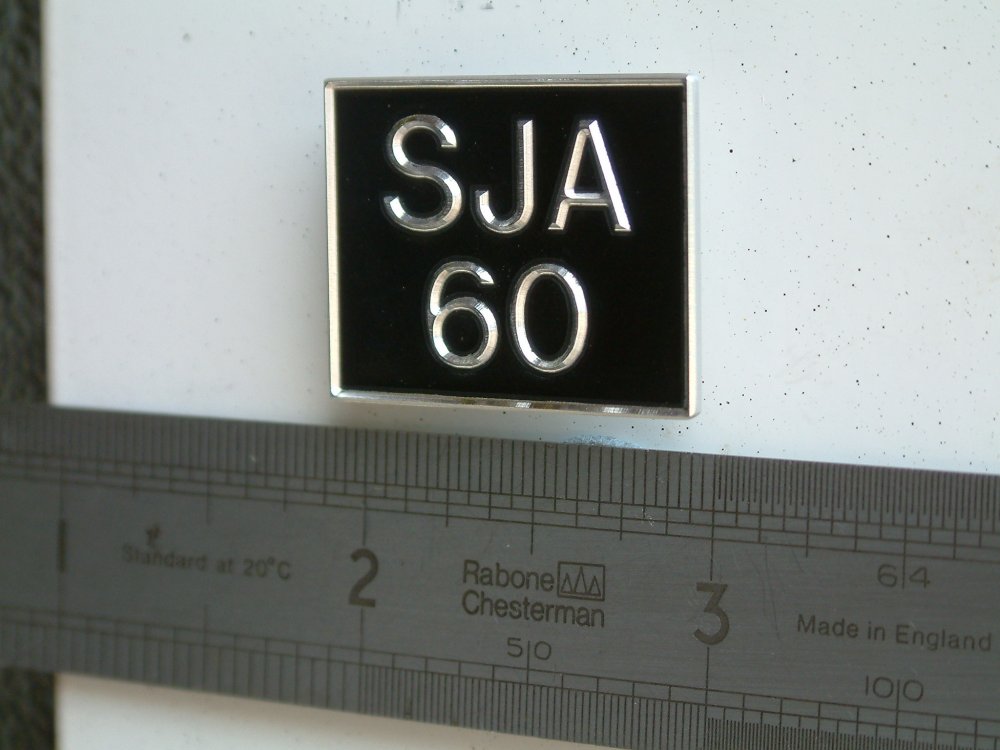 SJA
60
1
Standard at 20°C
2
Rabone
Chesterman
3
64
Made in England
50
100